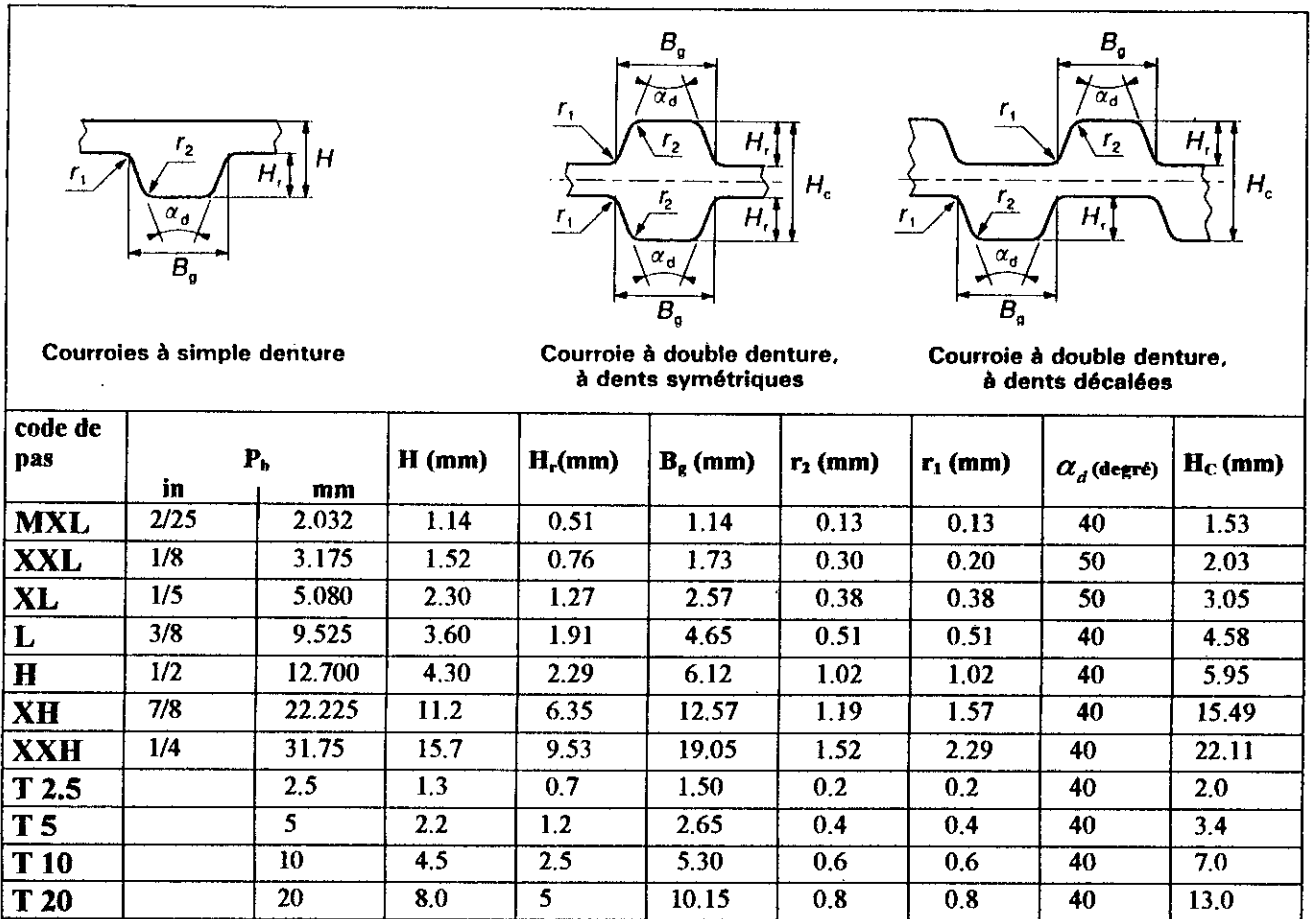 B_g
α_d
r_1
r_2
H_r
H
B_g
B_g
α_d
r_1
r_2
H_r
H_c
r_1
r_2
H_r
α_d
B_g
B_g
α_d
r_1
r_2
H_r
H_c
r_1
r_2
H_r
α_d
B_g
Courroies à simple denture
Courroie à double denture,
à dents symétriques
Courroie à double denture,
à dents décalées
code de pas P_b in mm H (mm) H_r(mm) B_g (mm) r_2 (mm) r_1 (mm) α_d (degré) H_C (mm)
MXL 2/25 2.032 1.14 0.51 1.14 0.13 0.13 40 1.53
XXL 1/8 3.175 1.52 0.76 1.73 0.30 0.20 50 2.03
XL 1/5 5.080 2.30 1.27 2.57 0.38 0.38 50 3.05
L 3/8 9.525 3.60 1.91 4.65 0.51 0.51 40 4.58
H 1/2 12.700 4.30 2.29 6.12 1.02 1.02 40 5.95
XH 7/8 22.225 11.2 6.35 12.57 1.19 1.57 40 15.49
XXH 1/4 31.75 15.7 9.53 19.05 1.52 2.29 40 22.11
T 2.5 2.5 1.3 0.7 1.50 0.2 0.2 40 2.0
T 5 5 2.2 1.2 2.65 0.4 0.4 40 3.4
T 10 10 4.5 2.5 5.30 0.6 0.6 40 7.0
T 20 20 8.0 5 10.15 0.8 0.8 40 13.0